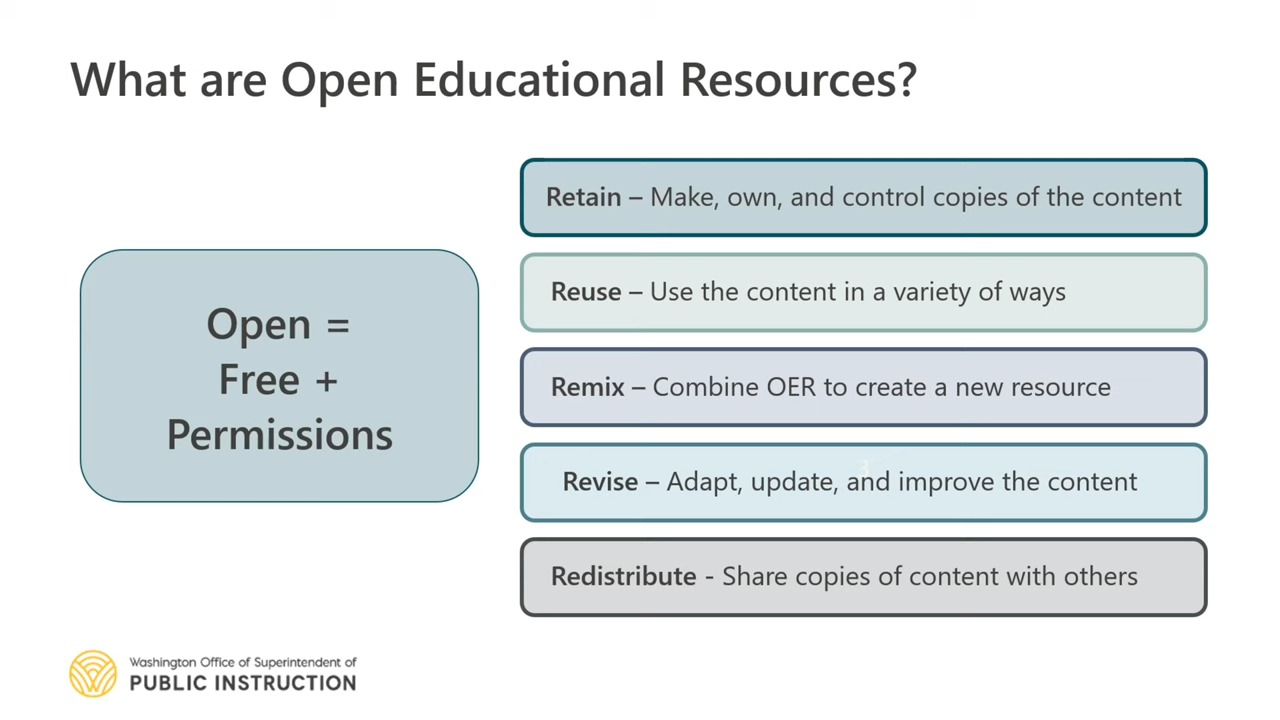 What are Open Educational Resources?
Open =
Free +
Permissions
Retain – Make, own, and control copies of the content
Reuse – Use the content in a variety of ways
Remix – Combine OER to create a new resource
Revise – Adapt, update, and improve the content
3
Redistribute - Share copies of content with others
Washington Office of Superintendent of
PUBLIC INSTRUCTION